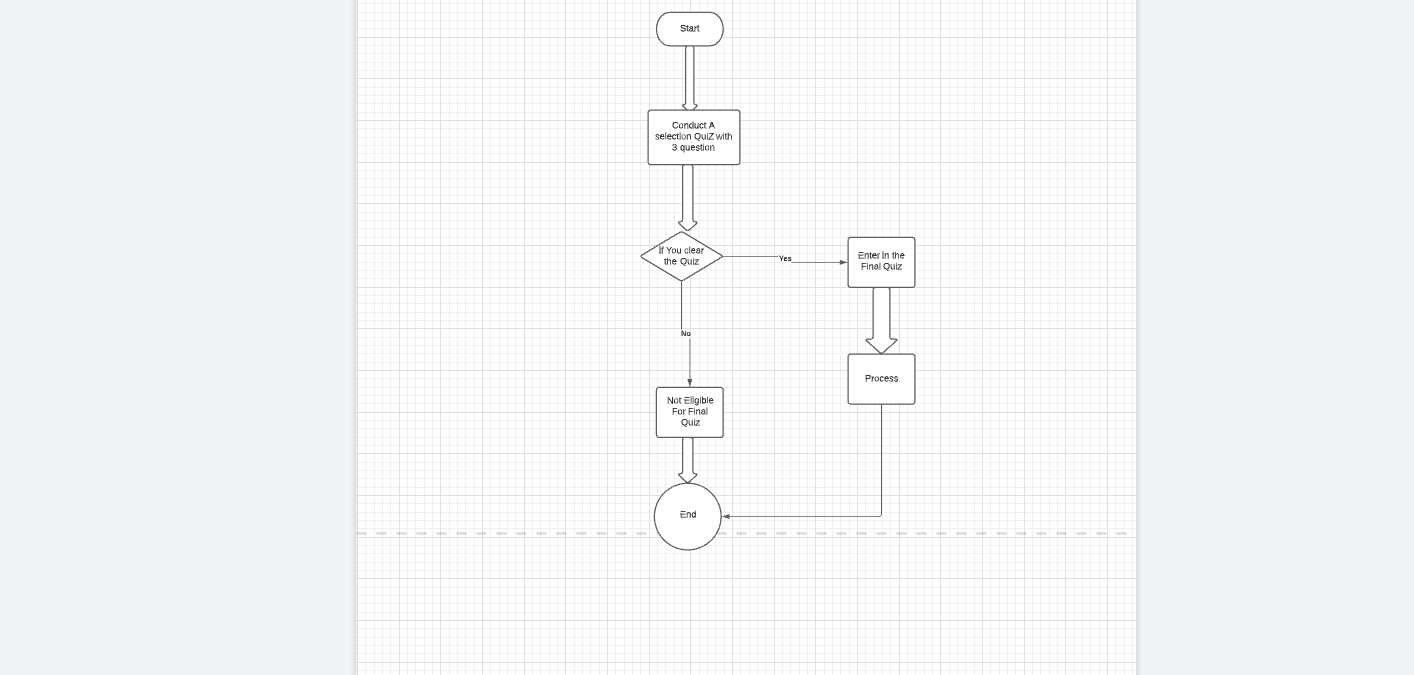 Start
Conduct A
selection QuiZ with
3 question
If You clear
the Quiz
Yes
Enter in the
Final Quiz
No
Process
Not Eligible
For Final
Quiz
End